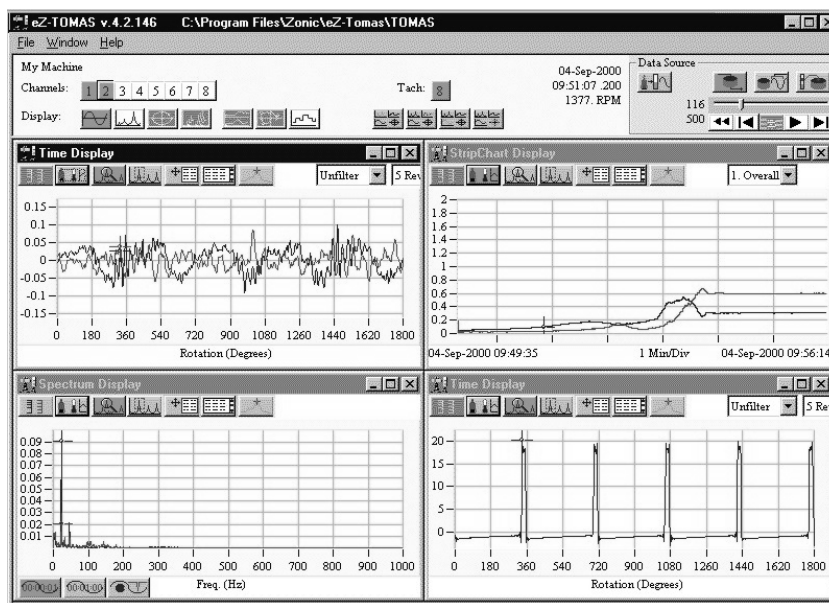 eZ-TOMAS v.4.2.146 C:\Program Files\Zonic\eZ-Tomas\TOMAS
File Window Help
My Machine
Channels: 1 2 3 4 5 6 7 8
Tach: 8
Display:
04-Sep-2000
09:51:07 .200
1377. RPM
Data Source
116
500
Time Display
Unfilter 5 Rev
0.15
0.1
0.05
0
-0.05
-0.1
-0.15
0 180 360 540 720 900 1080 1260 1440 1620 1800
Rotation (Degrees)
StripChart Display
1. Overall
2
1.8
1.6
1.4
1.2
1
0.8
0.6
0.4
0.2
0
04-Sep-2000 09:49:35 1 Min/Div 04-Sep-2000 09:56:14
Spectrum Display
0.09
0.08
0.07
0.06
0.05
0.04
0.03
0.02
0.01
0 100 200 300 400 500 600 700 800 900 1000
Freq. (Hz)
00:00:01 00:01:00
Time Display
Unfilter 5 Re
20
15
10
5
0
0 180 360 540 720 900 1080 1260 1440 1620 1800
Rotation (Degrees)